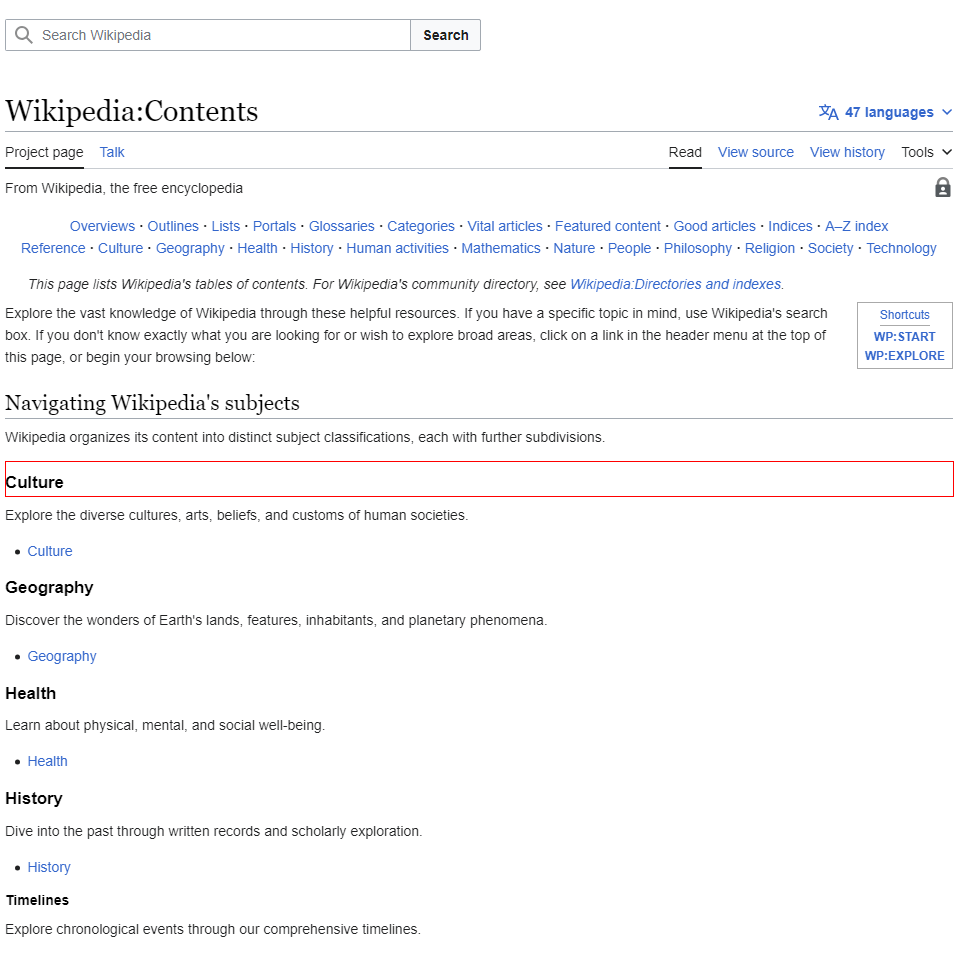 Search Wikipedia Search
Wikipedia:Contents 47 languages
Project page Talk Read View source View history Tools
From Wikipedia, the free encyclopedia
Overviews · Outlines · Lists · Portals · Glossaries · Categories · Vital articles · Featured content · Good articles · Indices · A–Z index
Reference · Culture · Geography · Health · History · Human activities · Mathematics · Nature · People · Philosophy · Religion · Society · Technology
This page lists Wikipedia's tables of contents. For Wikipedia's community directory, see Wikipedia:Directories and indexes.
Explore the vast knowledge of Wikipedia through these helpful resources. If you have a specific topic in mind, use Wikipedia's search
box. If you don't know exactly what you are looking for or wish to explore broad areas, click on a link in the header menu at the top of
this page, or begin your browsing below:
Shortcuts
WP:START
WP:EXPLORE
Navigating Wikipedia's subjects
Wikipedia organizes its content into distinct subject classifications, each with further subdivisions.
Culture
Explore the diverse cultures, arts, beliefs, and customs of human societies.
• Culture
Geography
Discover the wonders of Earth's lands, features, inhabitants, and planetary phenomena.
• Geography
Health
Learn about physical, mental, and social well-being.
• Health
History
Dive into the past through written records and scholarly exploration.
• History
Timelines
Explore chronological events through our comprehensive timelines.